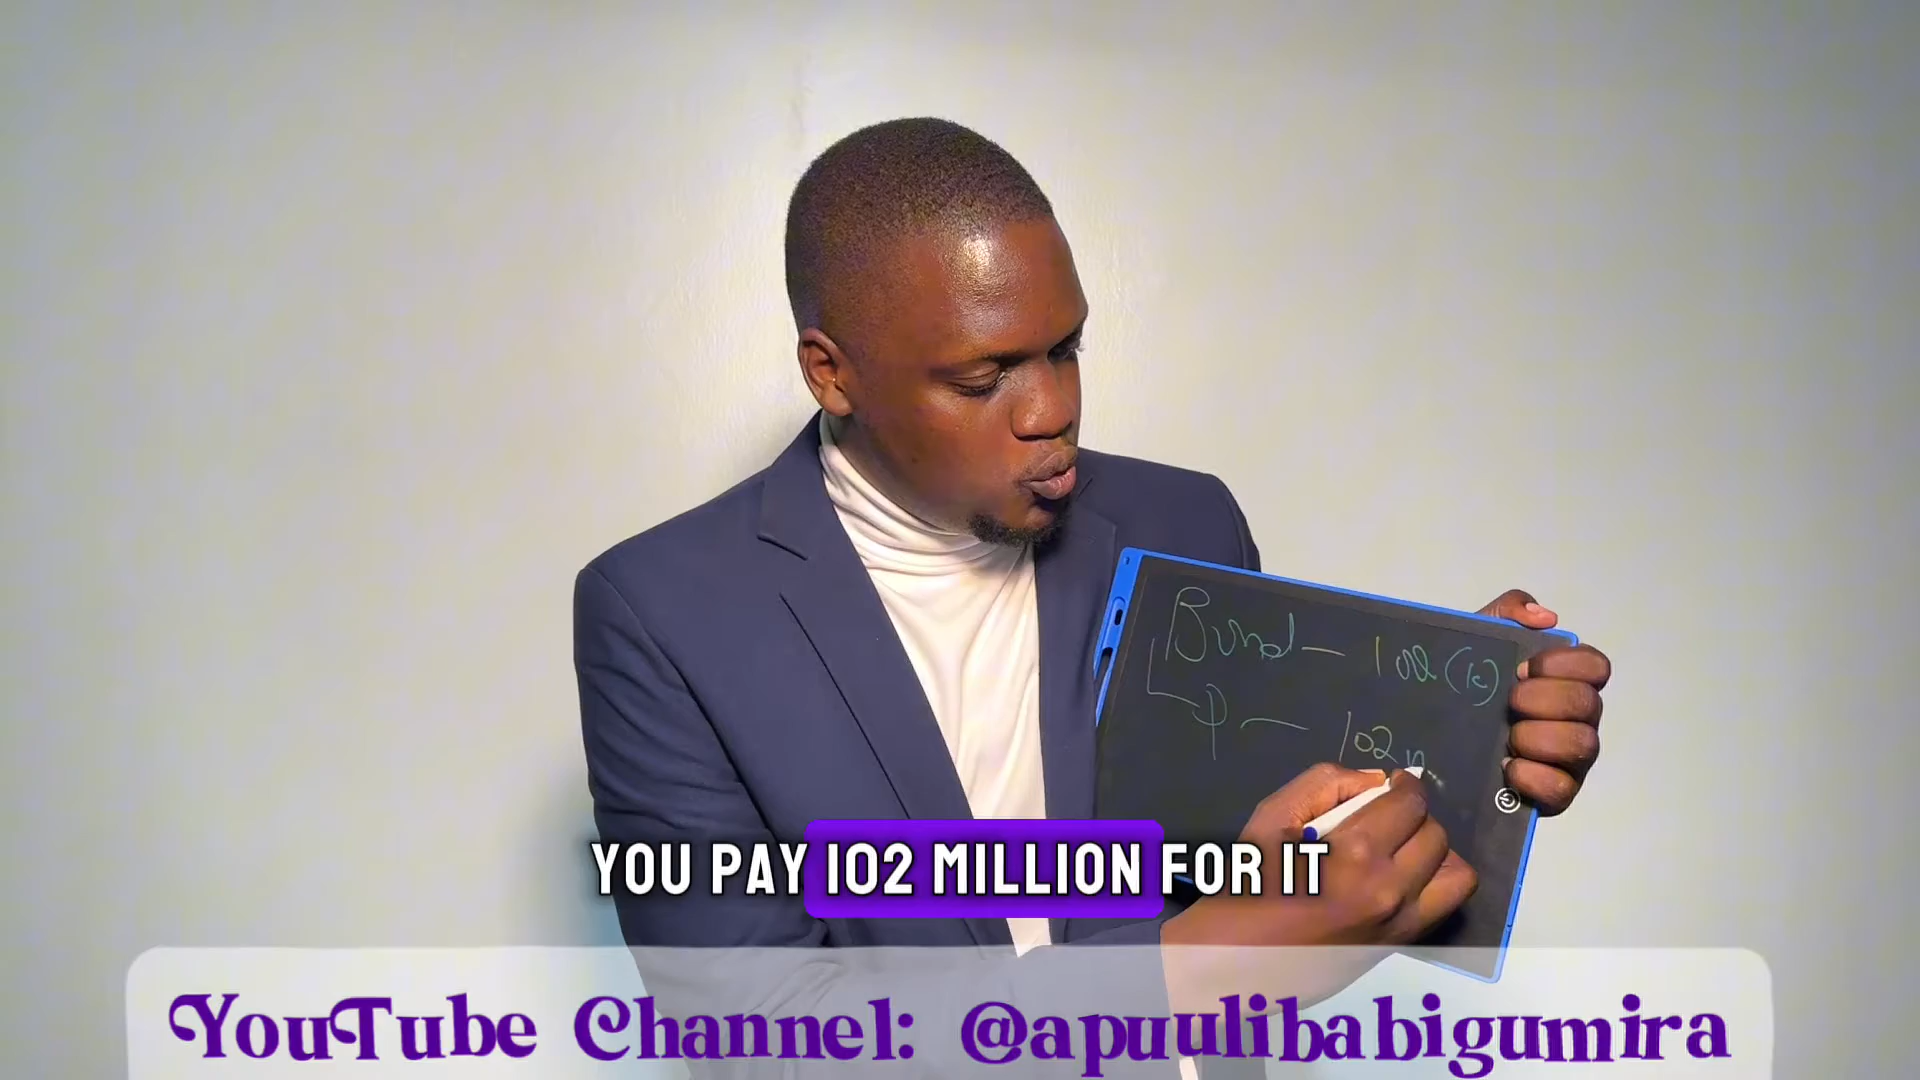 Bond — 100 (K)
P — 102 m
YOU PAY 102 MILLION FOR IT
YouTube Channel: @apuulibabigumira